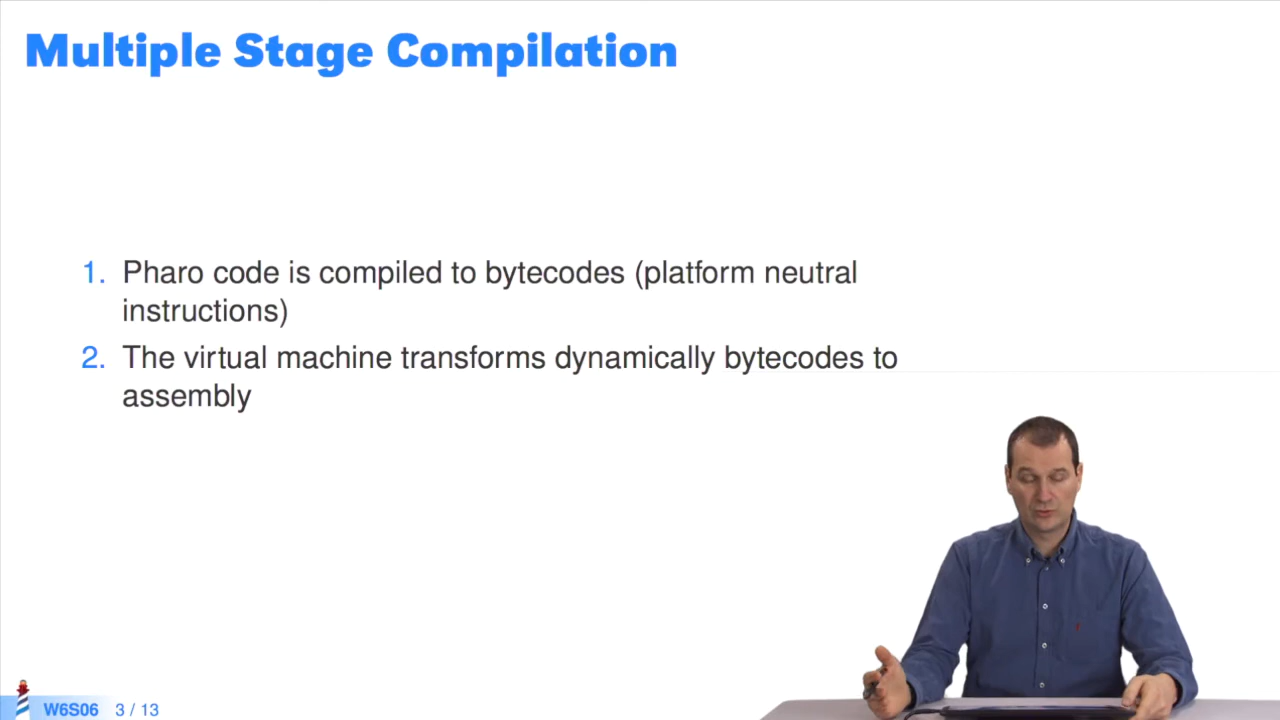 Multiple Stage Compilation
1. Pharo code is compiled to bytecodes (platform neutral
instructions)
2. The virtual machine transforms dynamically bytecodes to
assembly
W6S06 3 / 13